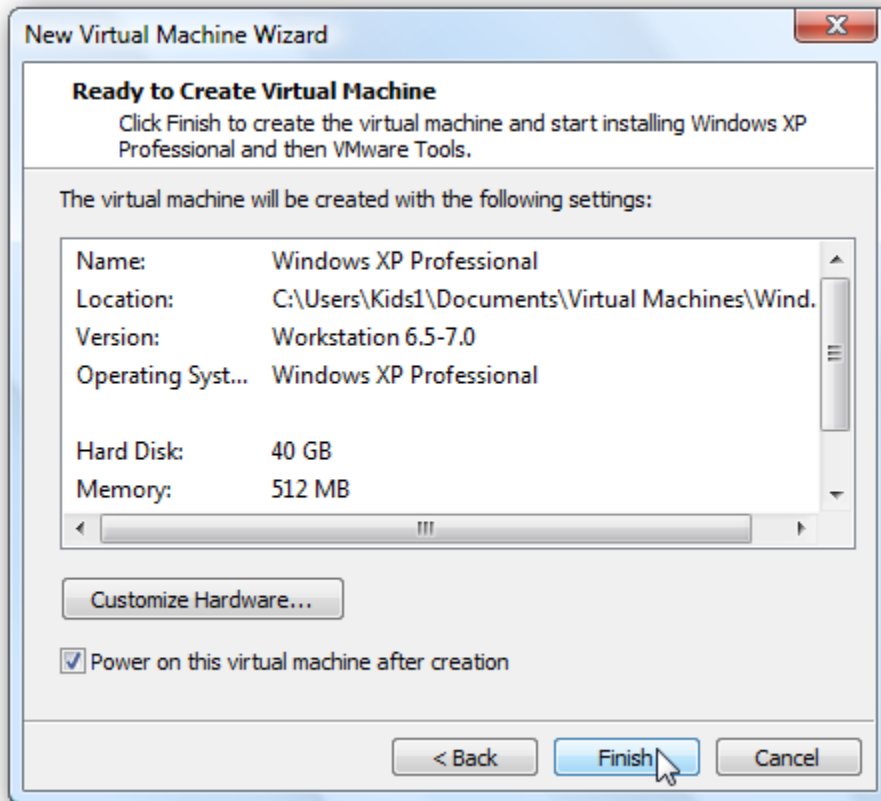 New Virtual Machine Wizard
Ready to Create Virtual Machine
Click Finish to create the virtual machine and start installing Windows XP
Professional and then VMware Tools.
The virtual machine will be created with the following settings:
Name: Windows XP Professional
Location: C:\Users\Kids1\Documents\Virtual Machines\Wind.
Version: Workstation 6.5-7.0
Operating Syst... Windows XP Professional
Hard Disk: 40 GB
Memory: 512 MB
Customize Hardware...
Power on this virtual machine after creation
< Back Finish Cancel